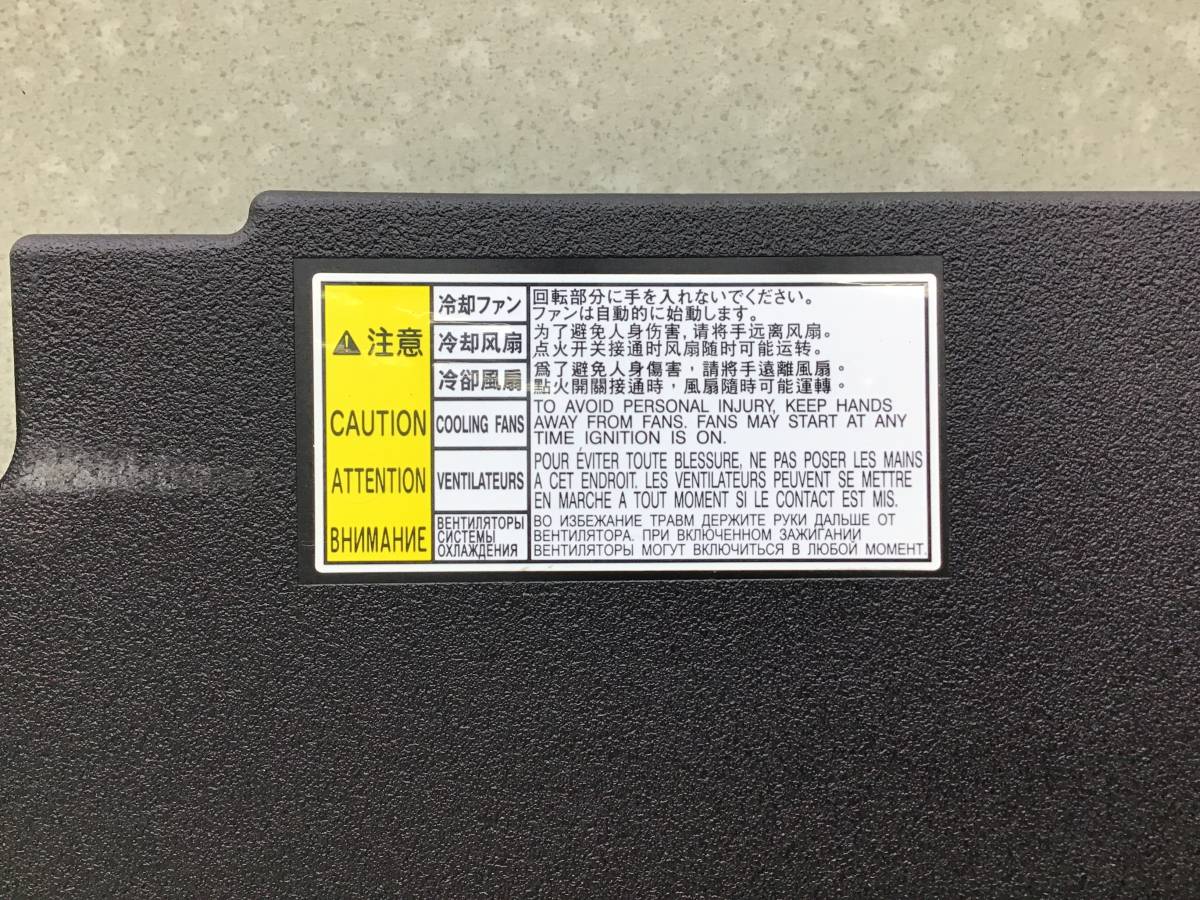 ⚠注意
CAUTION
ATTENTION
ВНИМАНИЕ
冷却ファン
回転部分に手を入れないでください。
ファンは自動的に始動します。
冷却风扇
为了避免人身伤害,请将手远离风扇。
点火开关接通时风扇随时可能运转。
冷卻風扇
爲了避免人身傷害，請將手遠離風扇。
點火開關接通時，風扇隨時可能運轉。
COOLING FANS
TO AVOID PERSONAL INJURY, KEEP HANDS
AWAY FROM FANS. FANS MAY START AT ANY
TIME IGNITION IS ON.
VENTILATEURS
POUR ÉVITER TOUTE BLESSURE, NE PAS POSER LES MAINS
A CET ENDROIT. LES VENTILATEURS PEUVENT SE METTRE
EN MARCHE A TOUT MOMENT SI LE CONTACT EST MIS.
ВЕНТИЛЯТОРЫ
СИСТЕМЫ
ОХЛАЖДЕНИЯ
ВО ИЗБЕЖАНИЕ ТРАВМ ДЕРЖИТЕ РУКИ ДАЛЬШЕ ОТ
ВЕНТИЛЯТОРА. ПРИ ВКЛЮЧЕННОМ ЗАЖИГАНИИ
ВЕНТИЛЯТОРЫ МОГУТ ВКЛЮЧИТЬСЯ В ЛЮБОЙ МОМЕНТ.